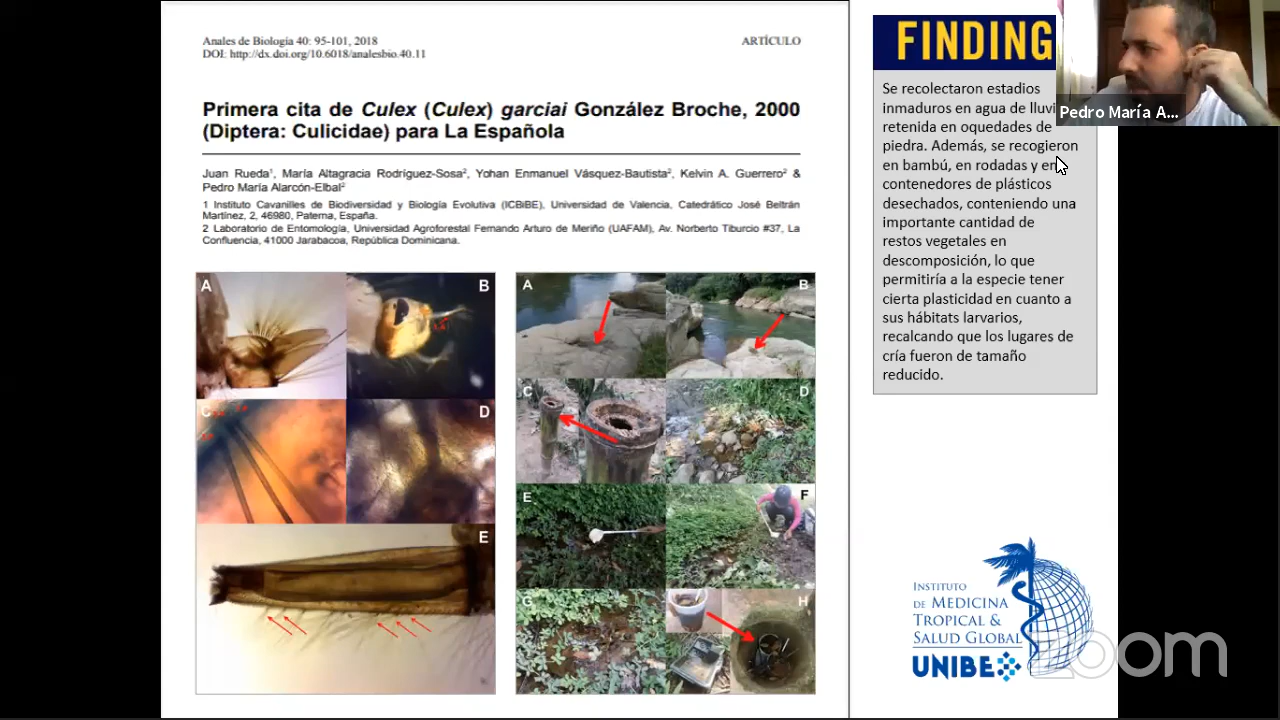 Anales de Biología 40: 95-101, 2018
ARTÍCULO
DOI: http://dx.doi.org/10.6018/analesbio.40.11
Primera cita de Culex (Culex) garciai González Broche, 2000
(Diptera: Culicidae) para La Española
Juan Rueda¹, María Altagracia Rodríguez-Sosa², Yohan Enmanuel Vásquez-Bautista², Kelvin A. Guerrero² &
Pedro María Alarcón-Elbal²
1 Instituto Cavanilles de Biodiversidad y Biología Evolutiva (ICBiBE), Universidad de Valencia, Catedrático José Beltrán
Martínez, 2, 46980, Paterna, España.
2 Laboratorio de Entomología, Universidad Agroforestal Fernando Arturo de Meriño (UAFAM), Av. Norberto Tiburcio #37, La
Confluencia, 41000 Jarabacoa, República Dominicana.
A
B
C
D
E
A
B
C
D
E
F
G
H
FINDING
Se recolectaron estadios
inmaduros en agua de lluvi
retenida en oquedades de
piedra. Además, se recogieron
en bambú, en rodadas y en
contenedores de plásticos
desechados, conteniendo una
importante cantidad de
restos vegetales en
descomposición, lo que
permitiría a la especie tener
cierta plasticidad en cuanto a
sus hábitats larvarios,
recalcando que los lugares de
cría fueron de tamaño
reducido.
Pedro María A...
INSTITUTO
DE MEDICINA
TROPICAL &
SALUD GLOBAL
UNIBE
zoom